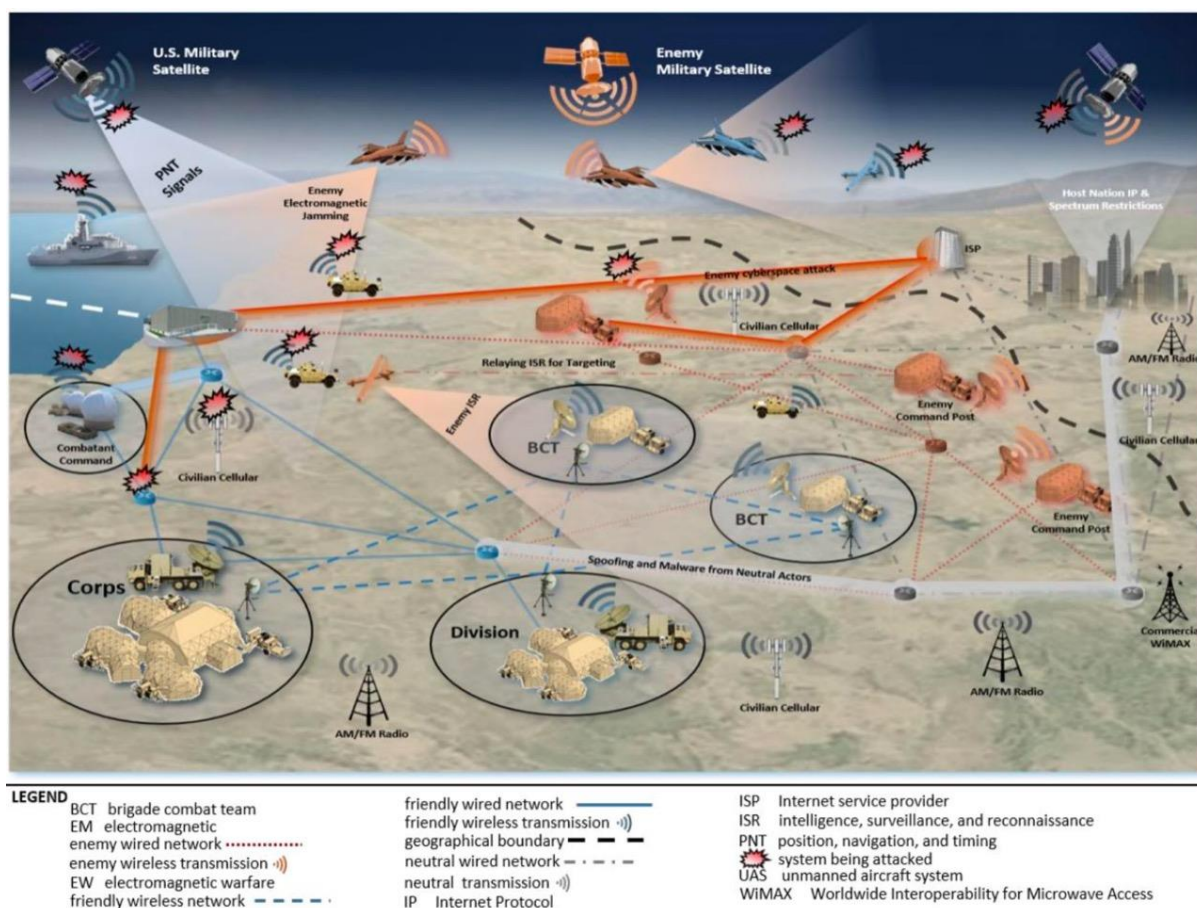 U.S. Military
Satellite
Enemy
Military Satellite
PNT
Signals
Enemy
Electromagnetic
Jamming
Host Nation IP &
Spectrum Restrictions
ISP
Enemy cyberspace attack
Civilian Cellular
AM/FM Radio
Relaying ISR for Targeting
Enemy
Command Post
Combatant
Command
Civilian Cellular
Enemy ISR
BCT
Civilian Cellular
BCT
Enemy
Command Post
Spoofing and Malware from Neutral Actors
Corps
Division
Commercial
WiMAX
AM/FM Radio
Civilian Cellular
AM/FM Radio
LEGEND
BCT brigade combat team
EM electromagnetic
enemy wired network
enemy wireless transmission
EW electromagnetic warfare
friendly wireless network
friendly wired network
friendly wireless transmission
geographical boundary
neutral wired network
neutral transmission
IP Internet Protocol
ISP Internet service provider
ISR intelligence, surveillance, and reconnaissance
PNT position, navigation, and timing
system being attacked
UAS unmanned aircraft system
WiMAX Worldwide Interoperability for Microwave Access